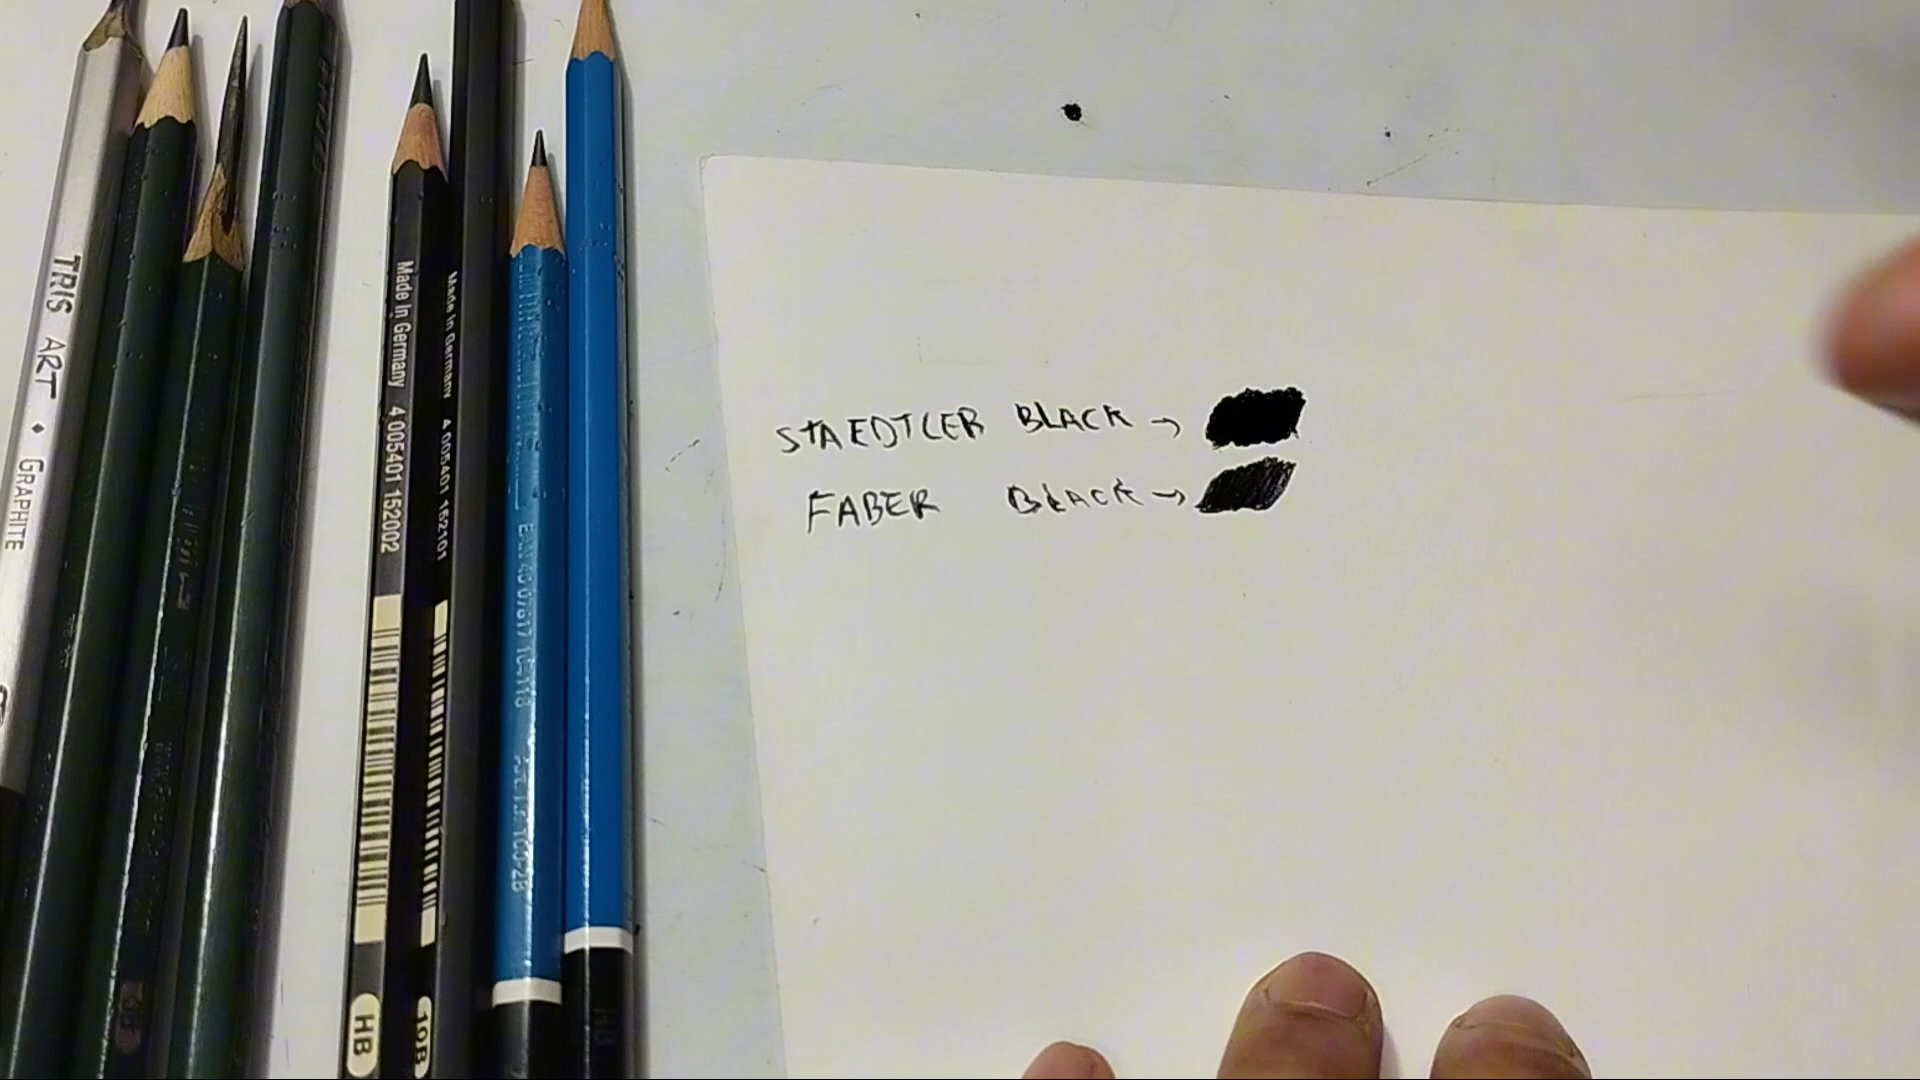 TRIS ART • GRAPHITE
Made in Germany 4 005401 152002
HB
Made in Germany 4 005401 152101
10B
HB
STAEDTLER BLACK →
FABER BLACK →